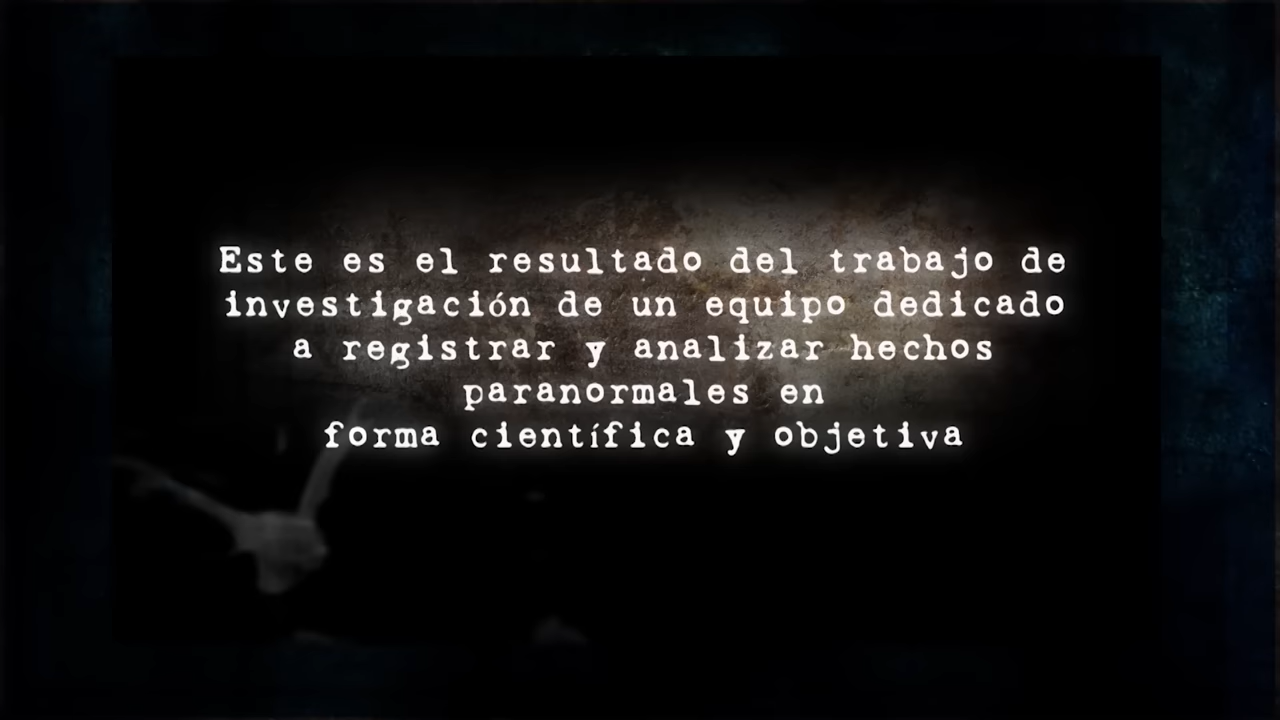 Este es el resultado del trabajo de
investigación de un equipo dedicado
a registrar y analizar hechos
paranormales en
forma científica y objetiva